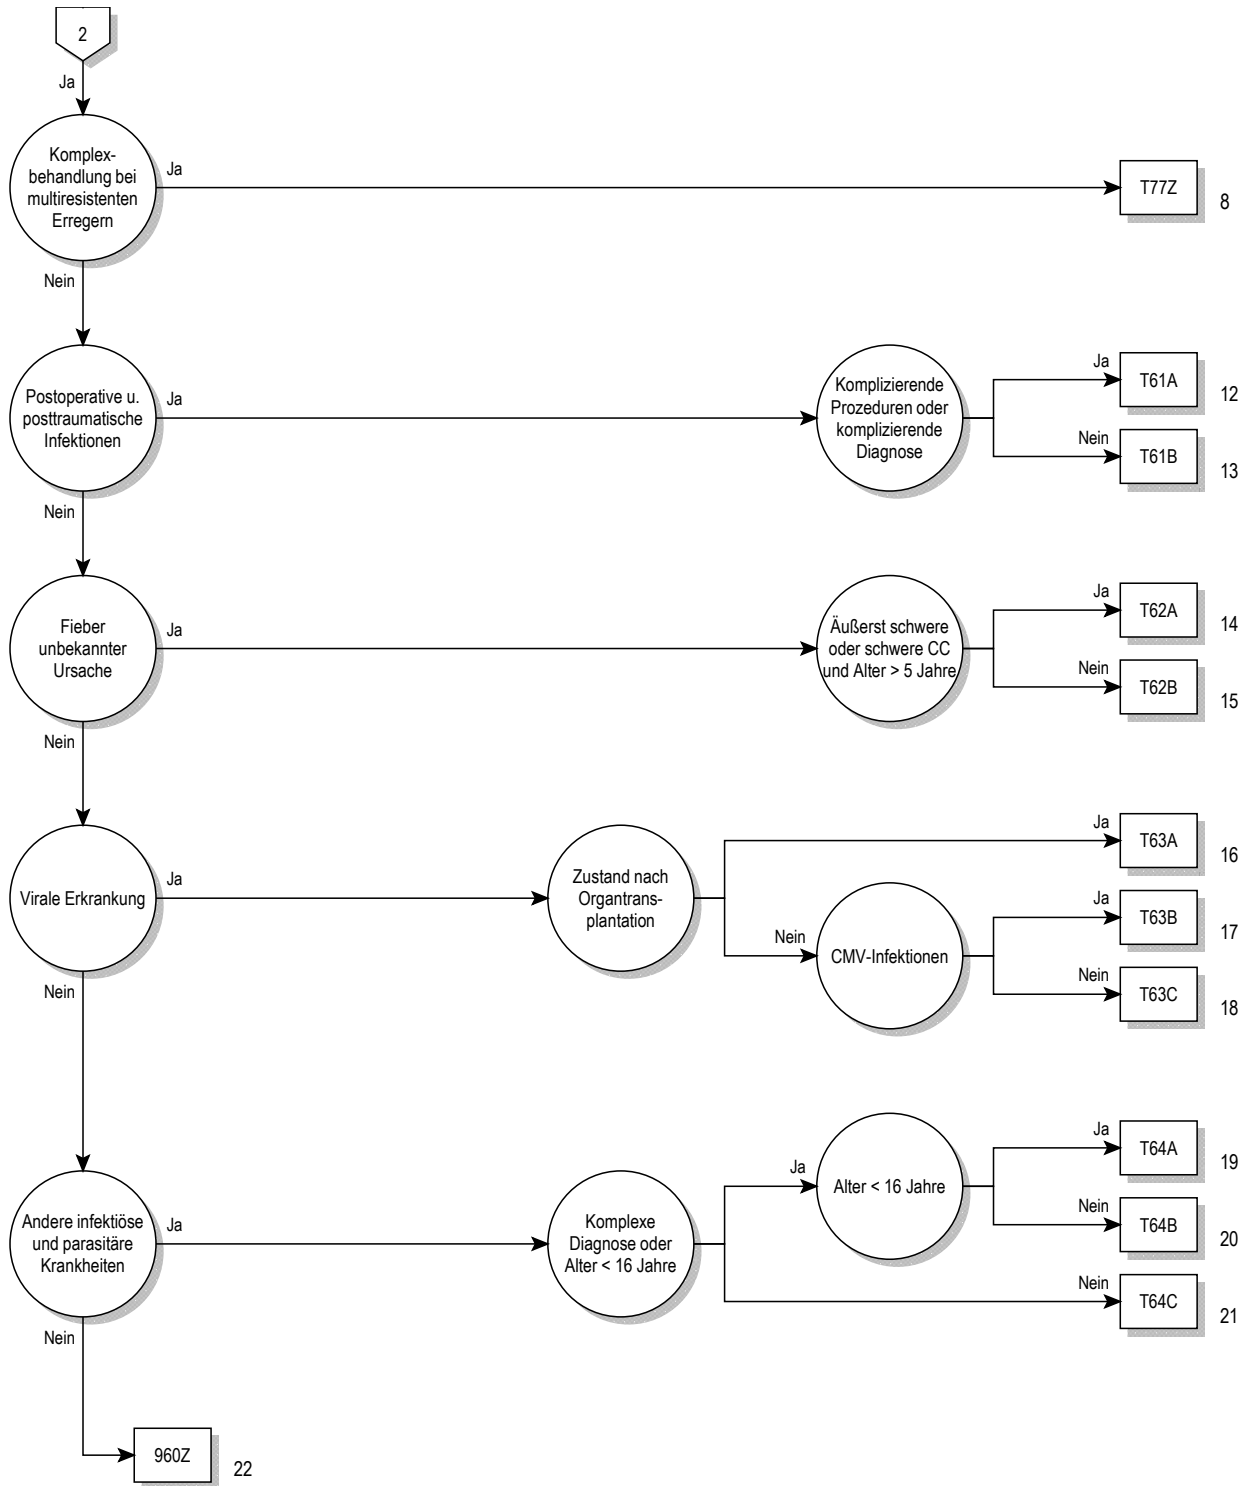 2
Ja
Komplex-
behandlung bei
multiresistenten
Erregern
Ja
T77Z
8
Nein
Postoperative u.
posttraumatische
Infektionen
Ja
Komplizierende
Prozeduren oder
komplizierende
Diagnose
Ja
T61A
12
Nein
T61B
13
Nein
Fieber
unbekannter
Ursache
Ja
Äußerst schwere
oder schwere CC
und Alter > 5 Jahre
Ja
T62A
14
Nein
T62B
15
Nein
Virale Erkrankung
Ja
Zustand nach
Organtrans-
plantation
Ja
T63A
16
Nein
CMV-Infektionen
Ja
T63B
17
Nein
T63C
18
Nein
Andere infektiöse
und parasitäre
Krankheiten
Ja
Komplexe
Diagnose oder
Alter < 16 Jahre
Ja
Alter < 16 Jahre
Ja
T64A
19
Nein
T64B
20
Nein
T64C
21
Nein
960Z
22